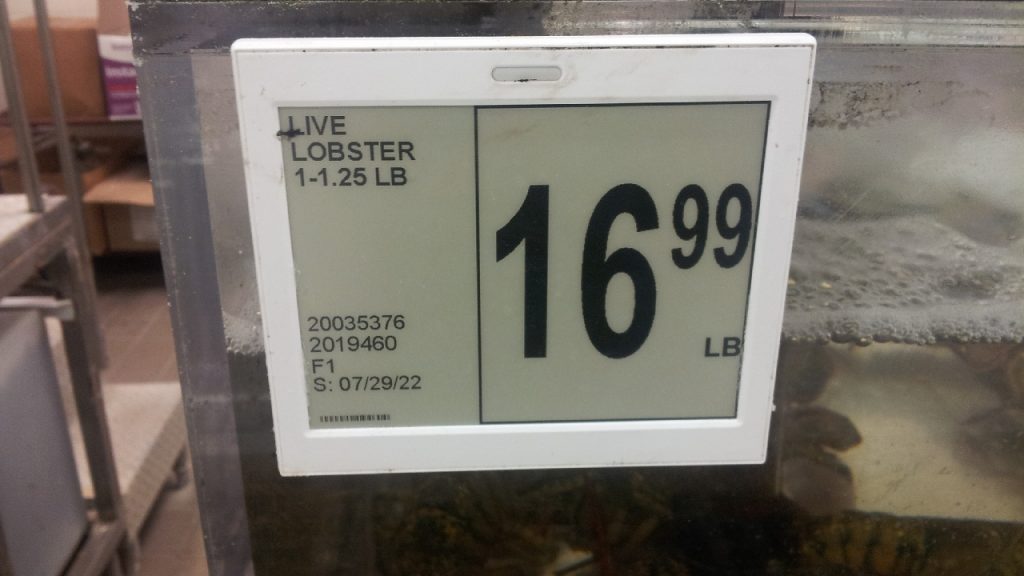 LIVE
LOBSTER
1-1.25 LB
16 99
LB
20035376
2019460
F1
S: 07/29/22